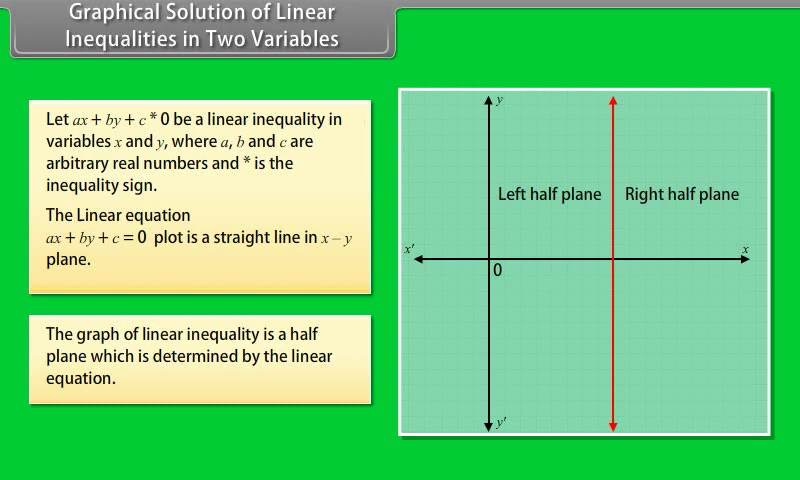 Graphical Solution of Linear
Inequalities in Two Variables
Let ax + by + c * 0 be a linear inequality in
variables x and y, where a, b and c are
arbitrary real numbers and * is the
inequality sign.
The Linear equation
ax + by + c = 0 plot is a straight line in x – y
plane.
The graph of linear inequality is a half
plane which is determined by the linear
equation.
y
Left half plane
Right half plane
x'
x
0
y'